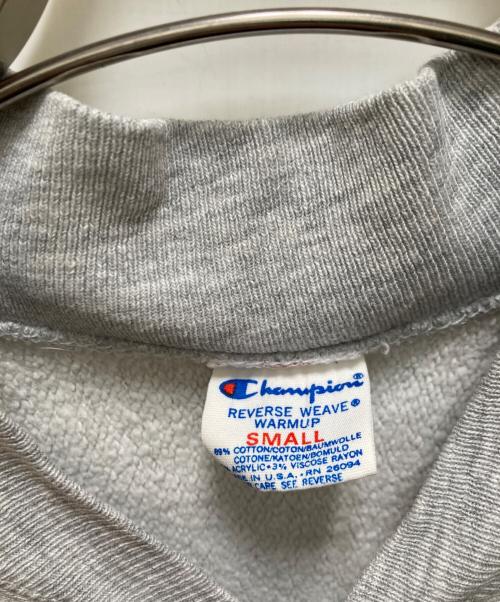 Champion®
REVERSE WEAVE®
WARMUP
SMALL
89% COTTON/COTON/BAUMWOLLE
COTONE/KATOEN/BOMULD
ACRYLIC•3% VISCOSE RAYON
IN U.S.A.•RN 26094
CARE SEE REVERSE